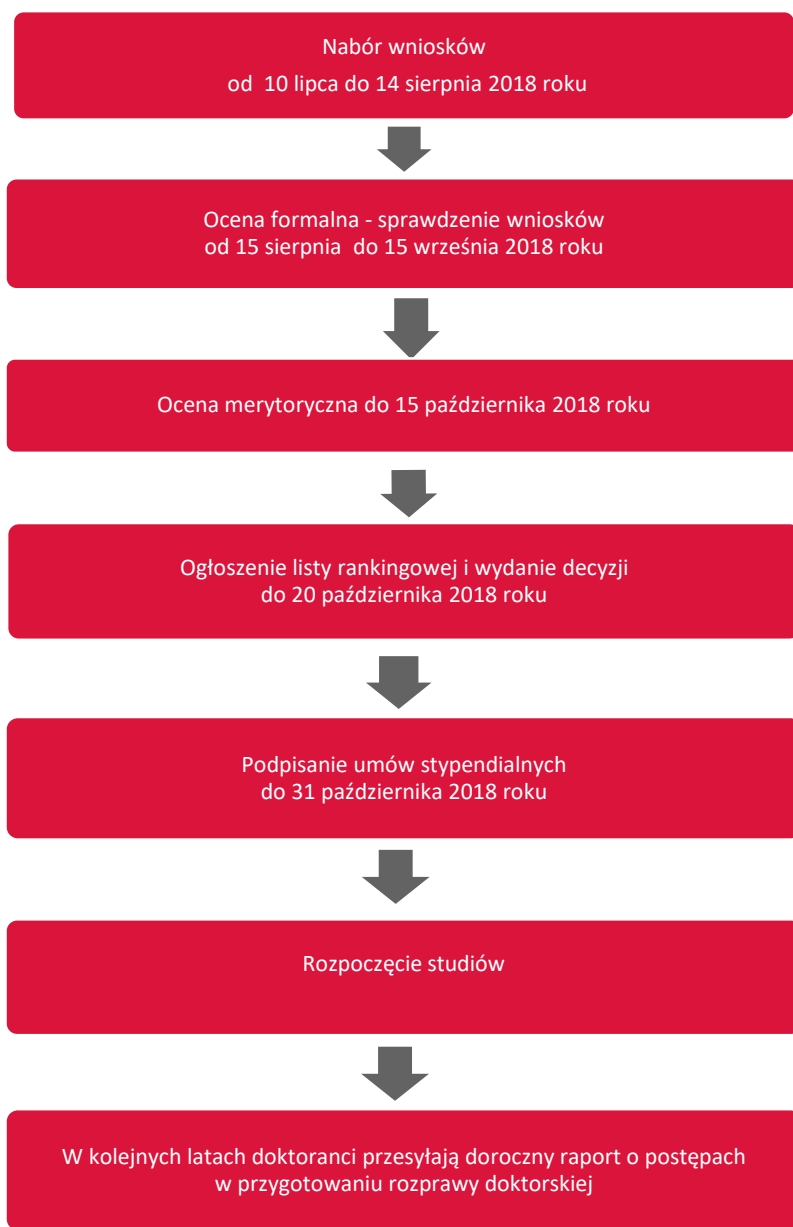 Nabór wniosków
od 10 lipca do 14 sierpnia 2018 roku
Ocena formalna - sprawdzenie wniosków
od 15 sierpnia do 15 września 2018 roku
Ocena merytoryczna do 15 października 2018 roku
Ogłoszenie listy rankingowej i wydanie decyzji
do 20 października 2018 roku
Podpisanie umów stypendialnych
do 31 października 2018 roku
Rozpoczęcie studiów
W kolejnych latach doktoranci przesyłają doroczny raport o postępach
w przygotowaniu rozprawy doktorskiej